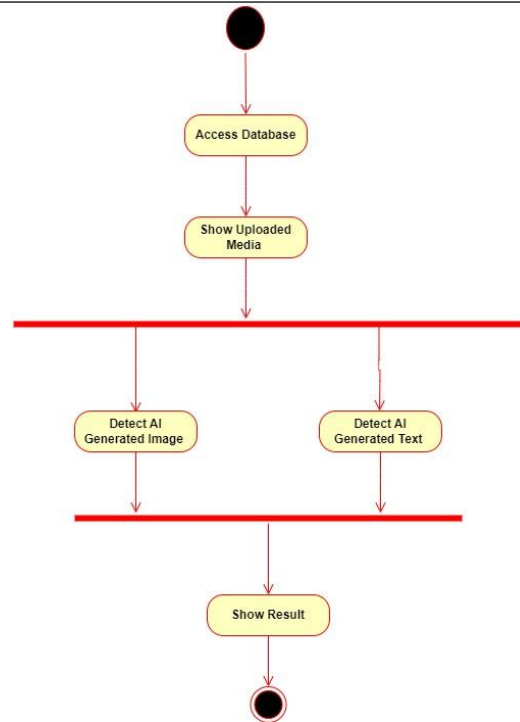 Access Database
Show Uploaded
Media
Detect AI
Generated Image
Detect AI
Generated Text
Show Result